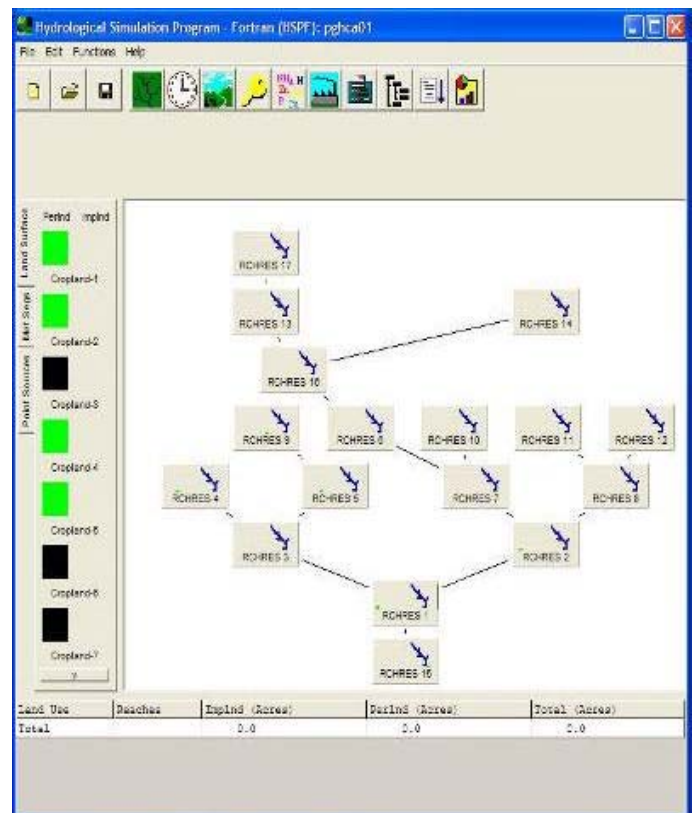 Hydrological Simulation Program - Fortran (HSPF): pghca01
File Edit Functions Help
Land Surface
Met Segs
Point Sources
PerInd ImpInd
Cropland-1
Cropland-2
Cropland-3
Cropland-4
Cropland-5
Cropland-6
Cropland-7
RCHRES 17
RCHRES 13
RCHRES 14
RCHRES 16
RCHRES 9
RCHRES 6
RCHRES 10
RCHRES 11
RCHRES 12
RCHRES 4
RCHRES 5
RCHRES 7
RCHRES 8
RCHRES 3
RCHRES 2
RCHRES 1
RCHRES 15
Land Use Reaches ImpInd (Acres) PerInd (Acres) Total (Acres)
Total 0.0 0.0 0.0